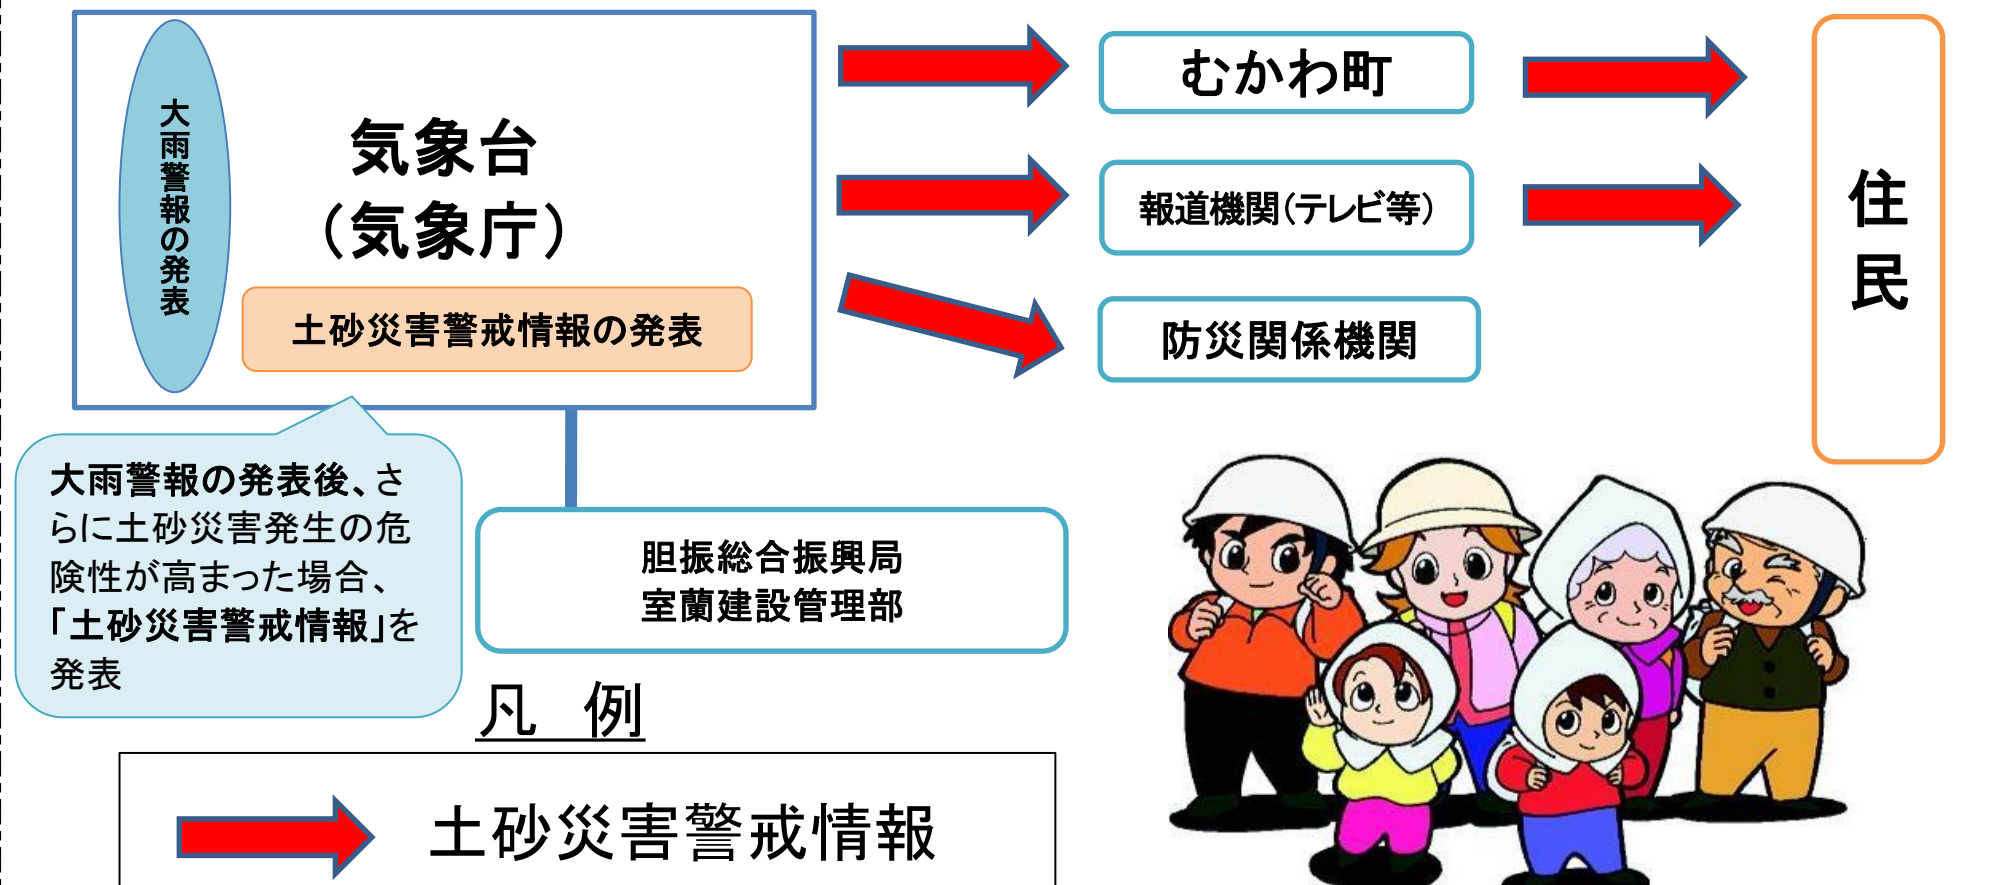 大雨警報の発表
気象台
（気象庁）
土砂災害警戒情報の発表
むかわ町
報道機関（テレビ等）
防災関係機関
住民
大雨警報の発表後、さ
らに土砂災害発生の危
険性が高まった場合、
「土砂災害警戒情報」を
発表
胆振総合振興局
室蘭建設管理部
凡　例
土砂災害警戒情報